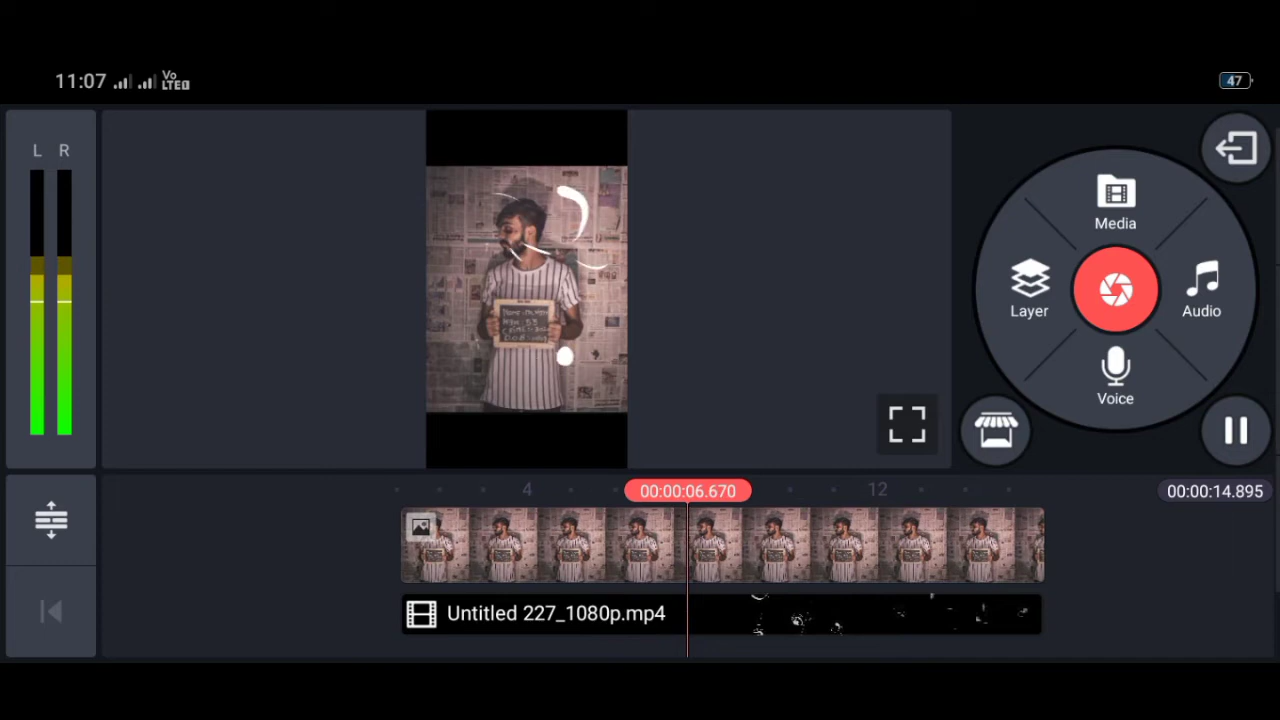 11:07 Vo LTE 47
L R
Media
Layer
Audio
Voice
4 00:00:06.670 12 00:00:14.895
Untitled 227_1080p.mp4